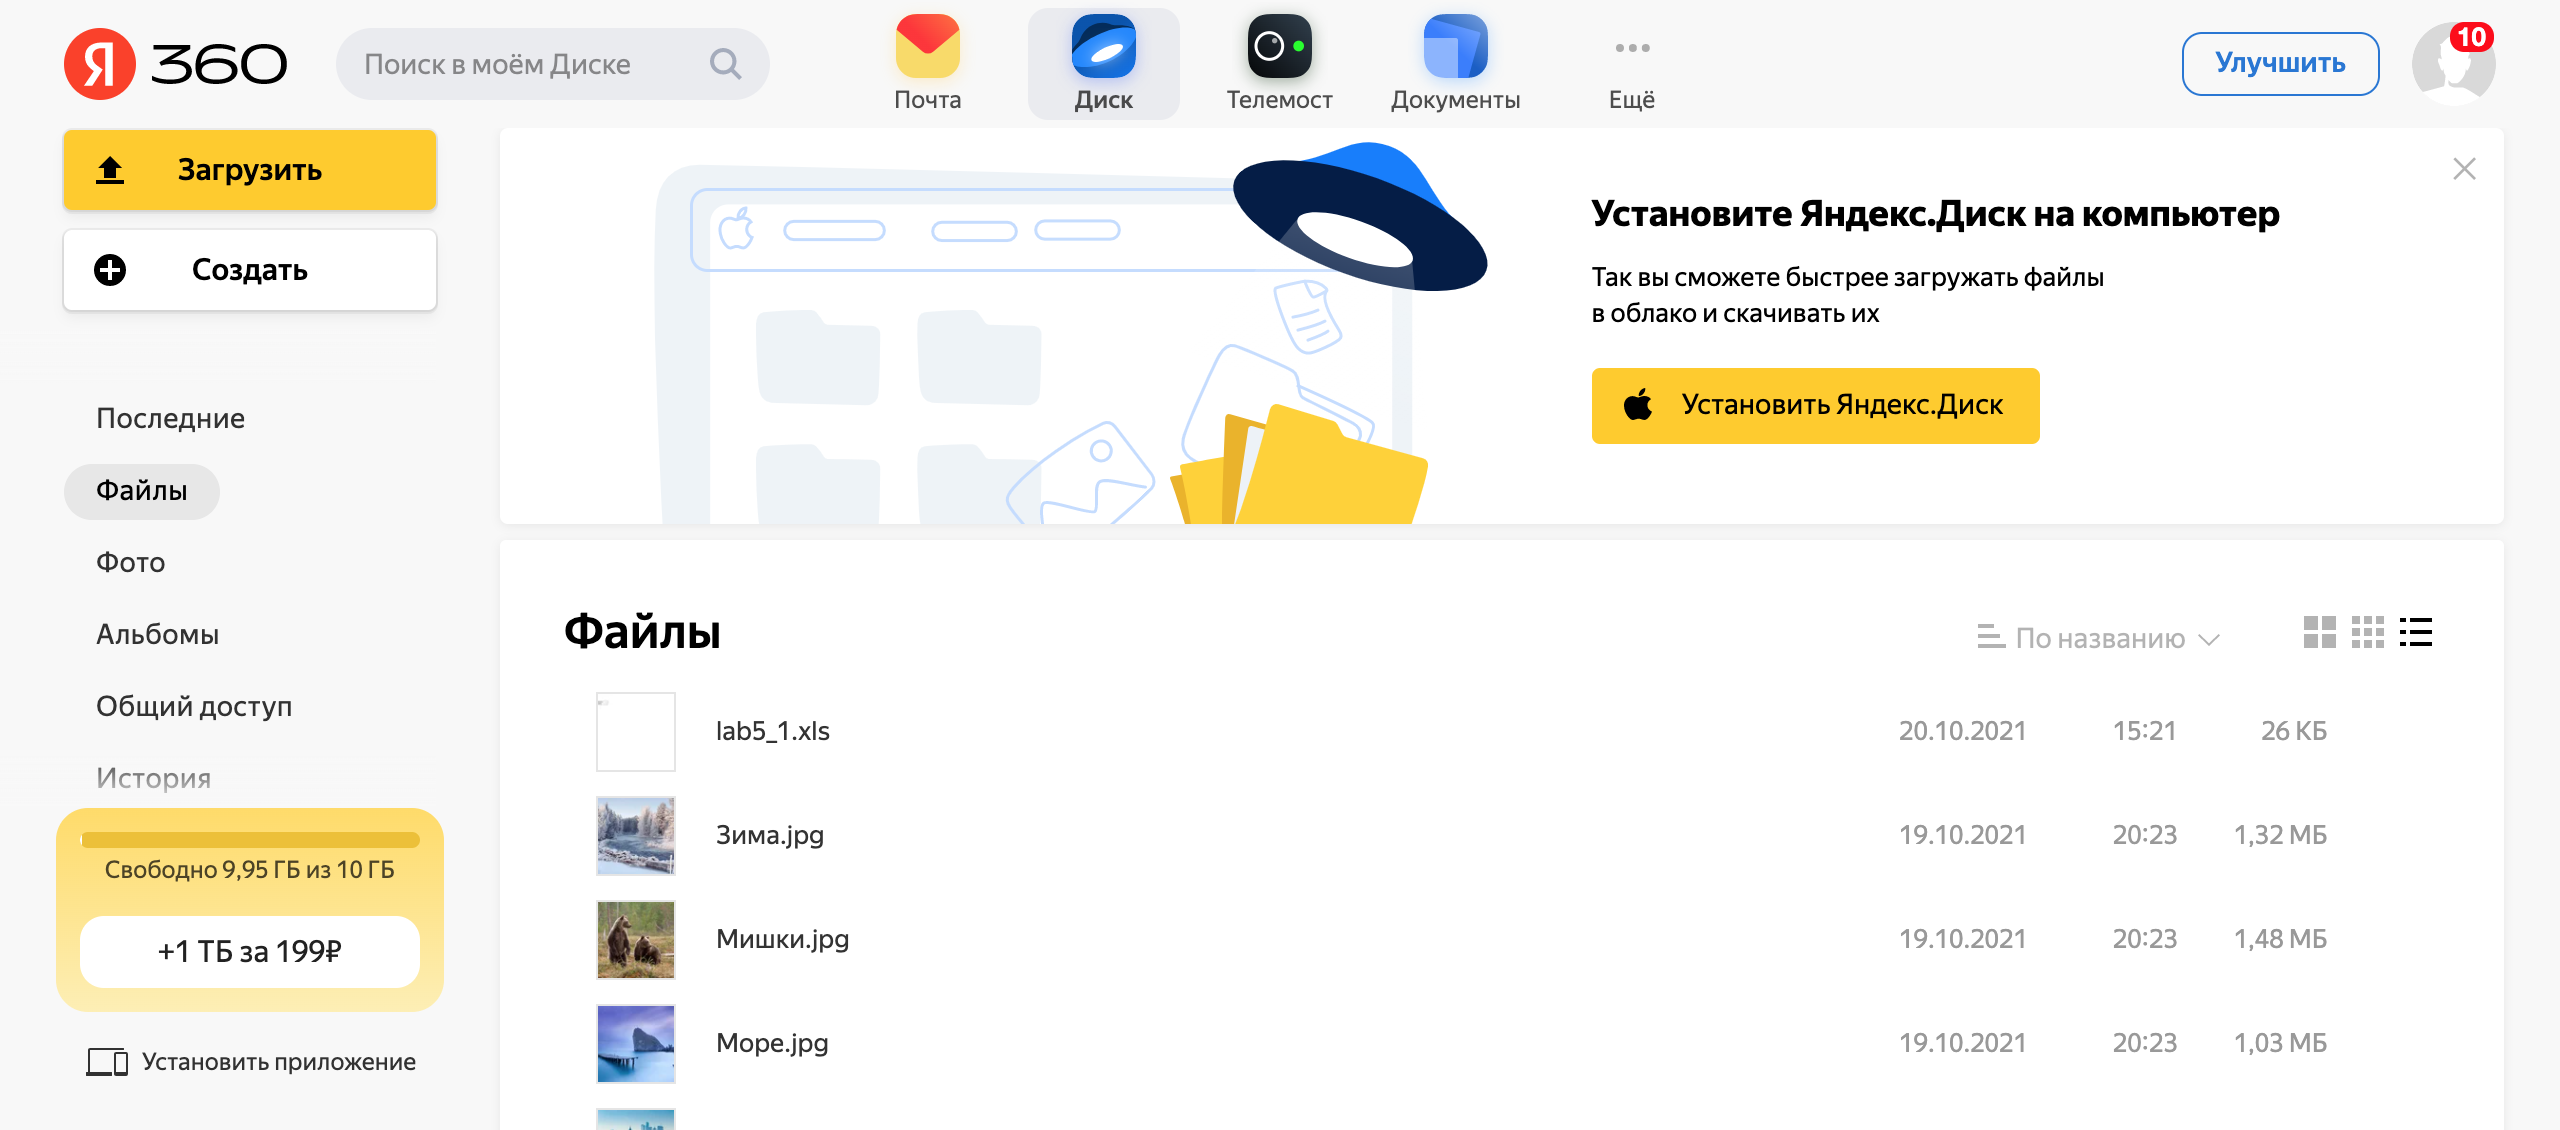 Я 360
Поиск в моём Диске
Почта
Диск
Телемост
Документы
Ещё
Улучшить
10
Загрузить
Создать
Последние
Файлы
Фото
Альбомы
Общий доступ
История
Свободно 9,95 ГБ из 10 ГБ
+1 ТБ за 199₽
Установить приложение
Установите Яндекс.Диск на компьютер
Так вы сможете быстрее загружать файлы
в облако и скачивать их
Установить Яндекс.Диск
Файлы
По названию
lab5_1.xls 20.10.2021 15:21 26 КБ
Зима.jpg 19.10.2021 20:23 1,32 МБ
Мишки.jpg 19.10.2021 20:23 1,48 МБ
Море.jpg 19.10.2021 20:23 1,03 МБ